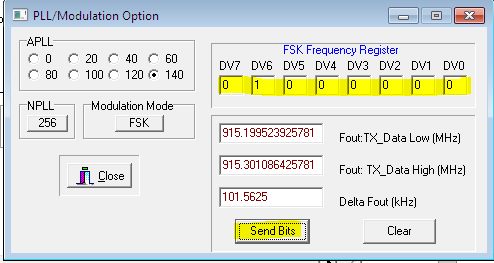 PLL/Modulation Option
APLL
0 20 40 60
80 100 120 140
NPLL
256
Modulation Mode
FSK
Close
FSK Frequency Register
DV7 DV6 DV5 DV4 DV3 DV2 DV1 DV0
0 1 0 0 0 0 0 0
915.199523925781 Fout:TX_Data Low (MHz)
915.301086425781 Fout: TX_Data High (MHz)
101.5625 Delta Fout (kHz)
Send Bits Clear